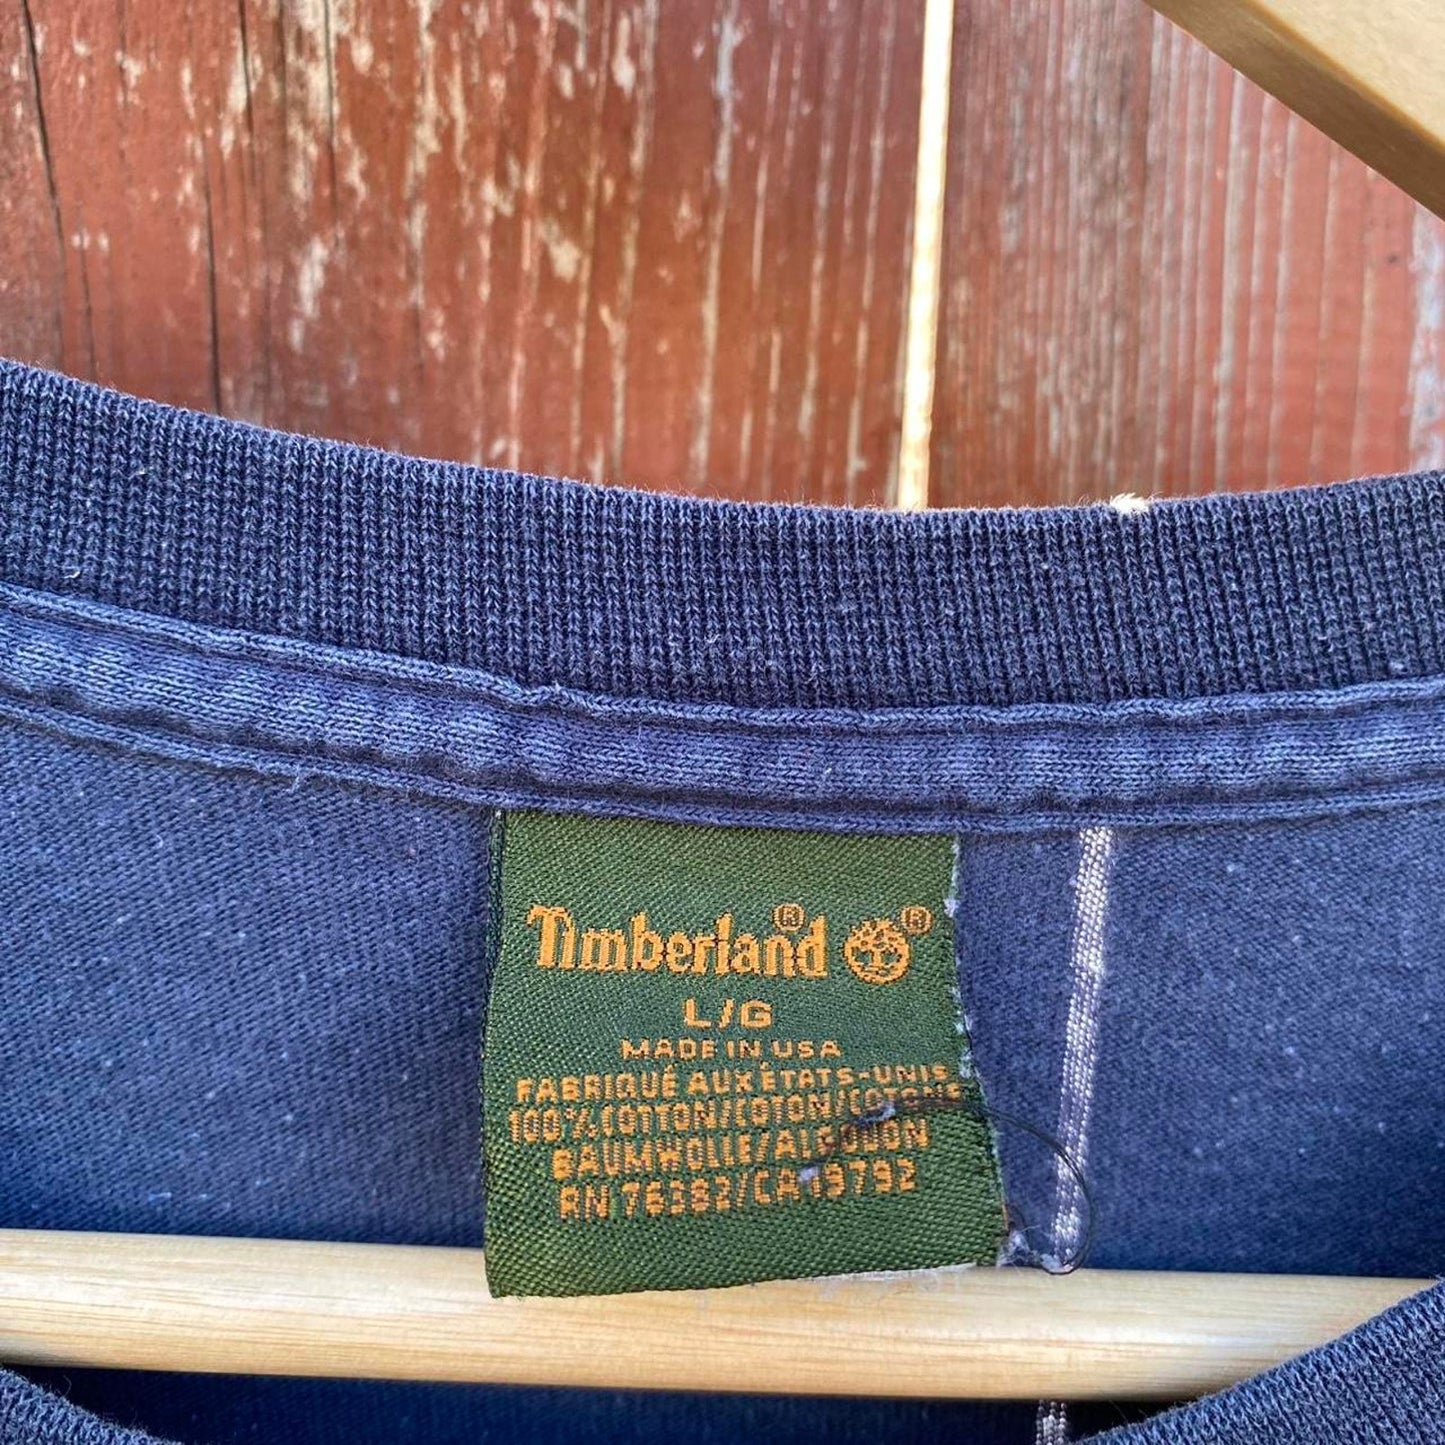 Timberland® ®
L/G
MADE IN USA
FABRIQUÉ AUX ÉTATS-UNIS
100% COTTON/COTON/COTONE
BAUMWOLLE/ALGODON
RN 76382/CA 19792